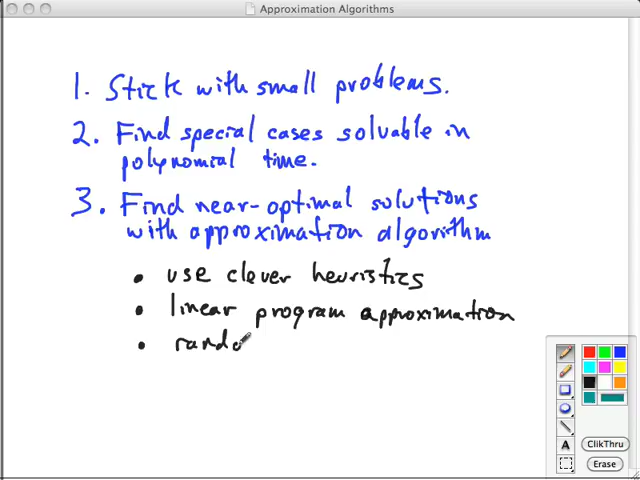 Approximation Algorithms
1. Stick with small problems.
2. Find special cases solvable in
polynomial time.
3. Find near-optimal solutions
with approximation algorithm
• use clever heuristics
• linear program approximation
• rando
A
ClikThru
Erase